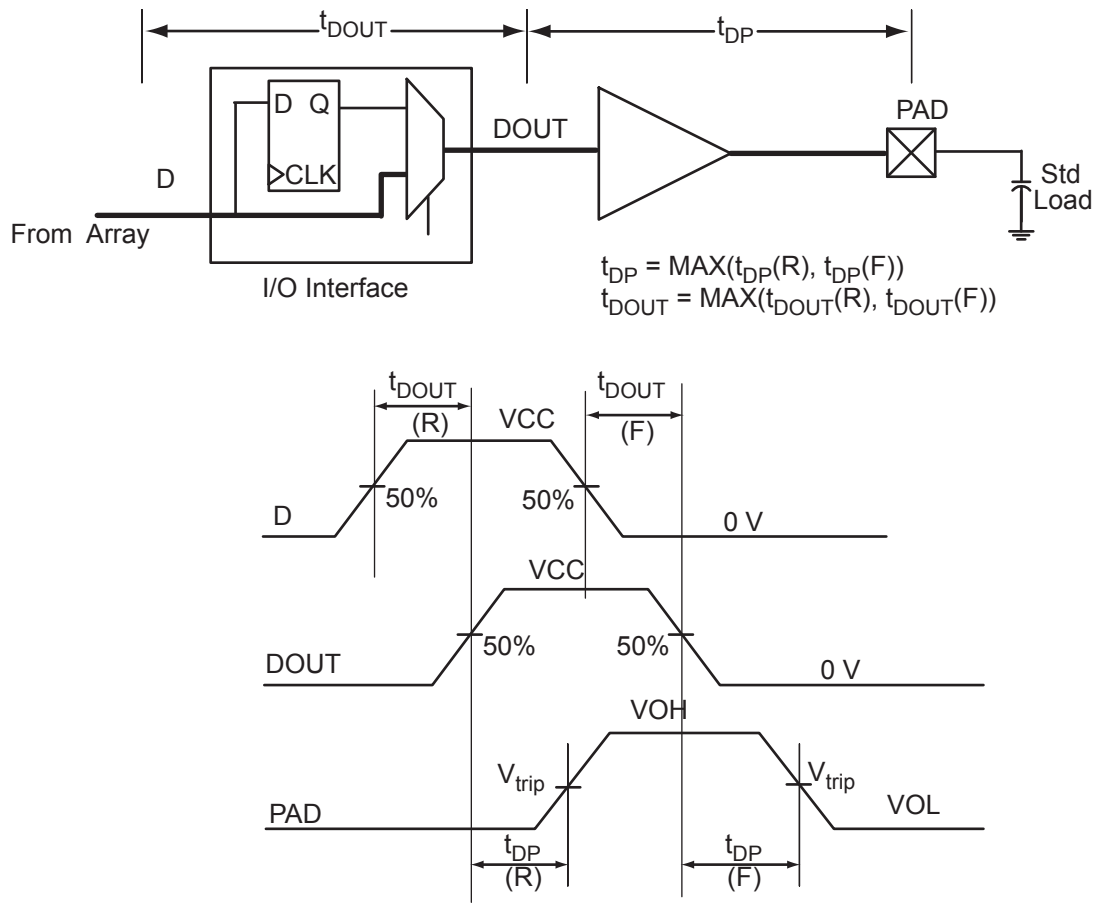 tDOUT
tDP
D Q
CLK
D
From Array
I/O Interface
DOUT
PAD
Std
Load
tDP = MAX(tDP(R), tDP(F))
tDOUT = MAX(tDOUT(R), tDOUT(F))
tDOUT
(R)
VCC
tDOUT
(F)
50%
50%
D
0 V
VCC
50%
50%
DOUT
0 V
VOH
Vtrip
Vtrip
PAD
VOL
tDP
(R)
tDP
(F)